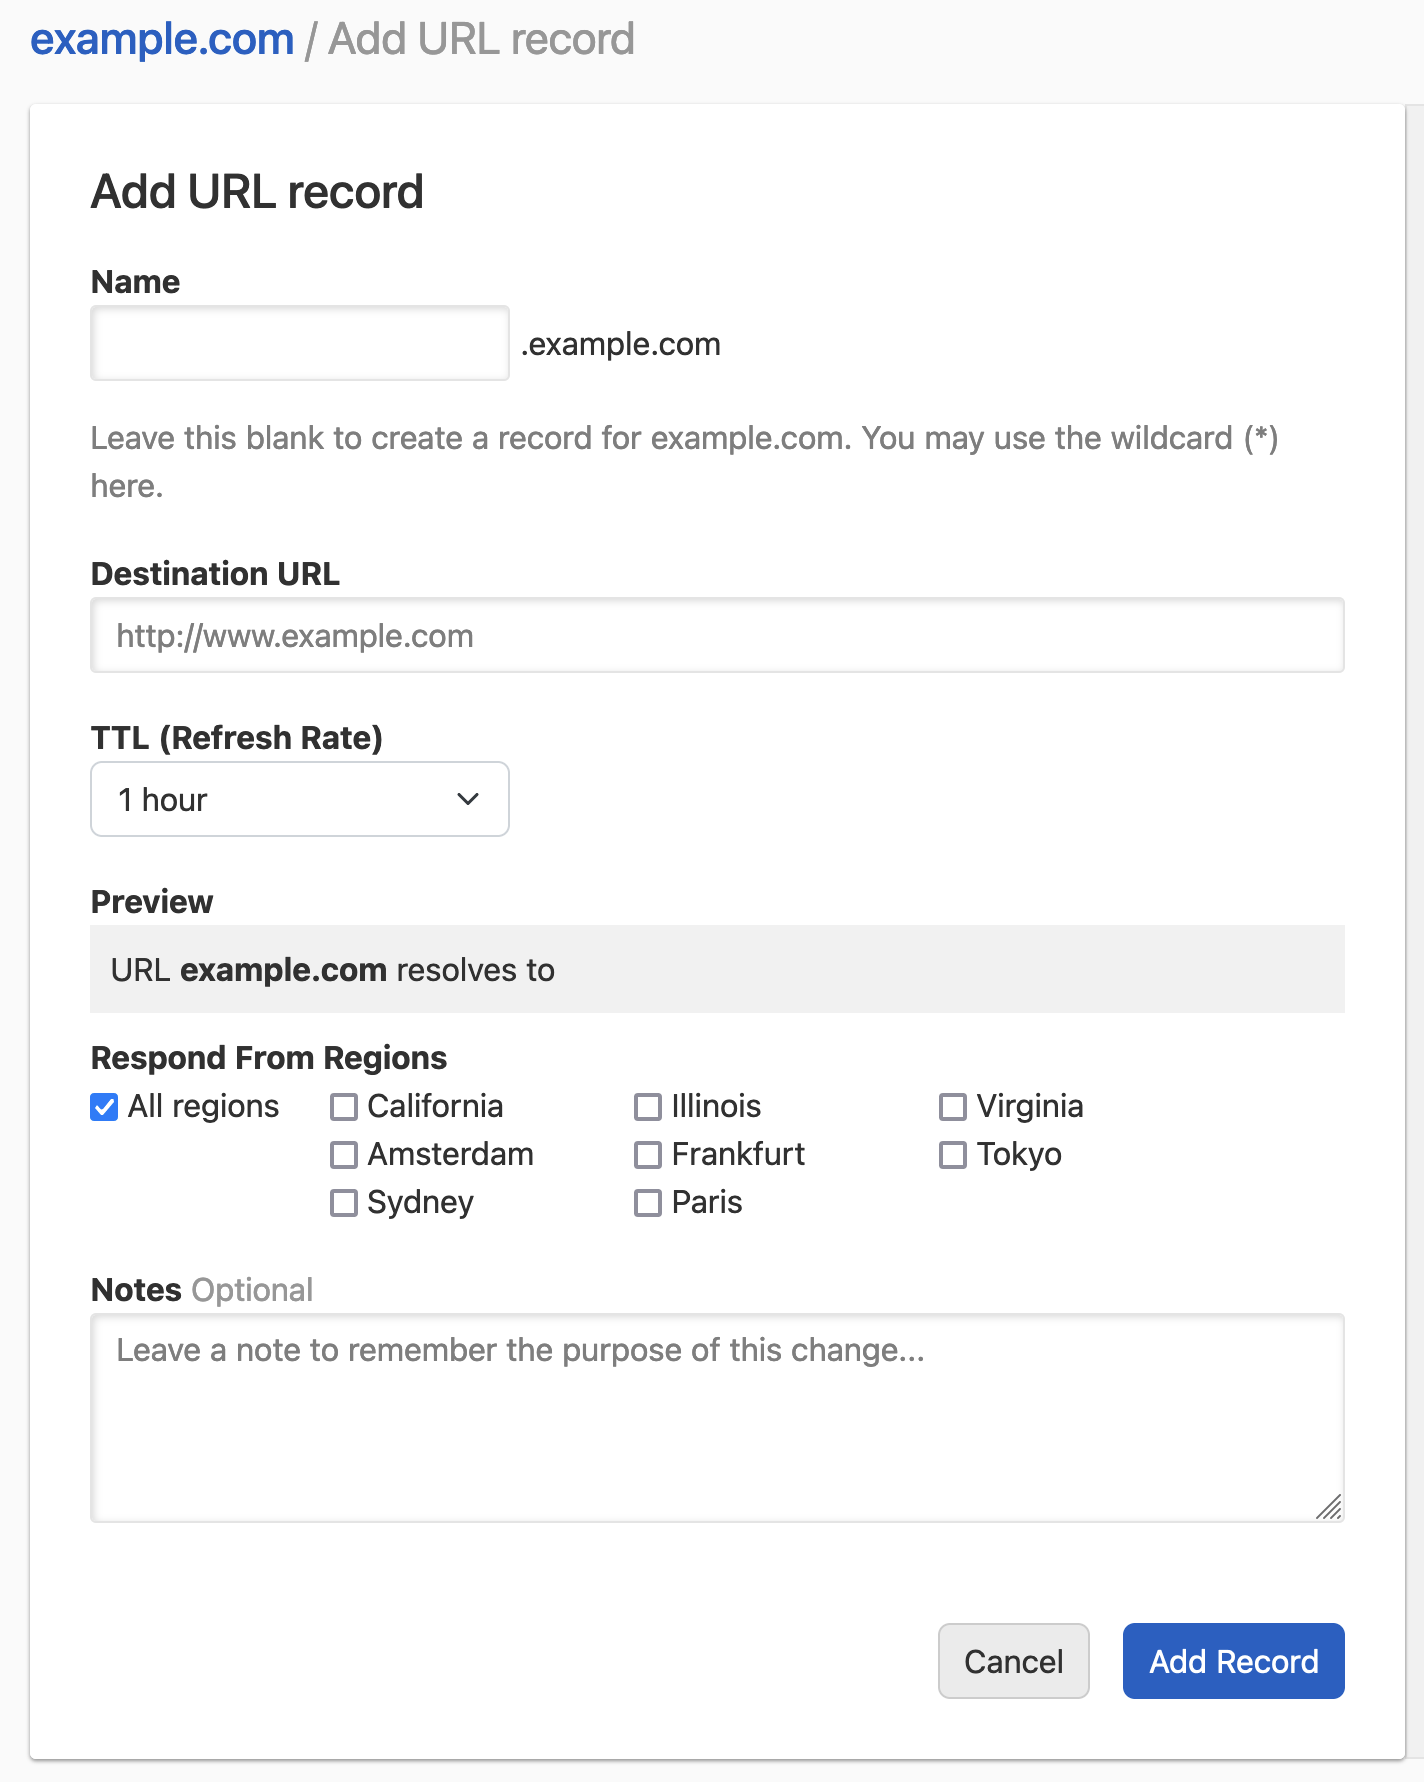 example.com / Add URL record
Add URL record
Name
.example.com
Leave this blank to create a record for example.com. You may use the wildcard (*)
here.
Destination URL
http://www.example.com
TTL (Refresh Rate)
1 hour
Preview
URL example.com resolves to
Respond From Regions
All regions California Illinois Virginia
Amsterdam Frankfurt Tokyo
Sydney Paris
Notes Optional
Leave a note to remember the purpose of this change...
Cancel Add Record